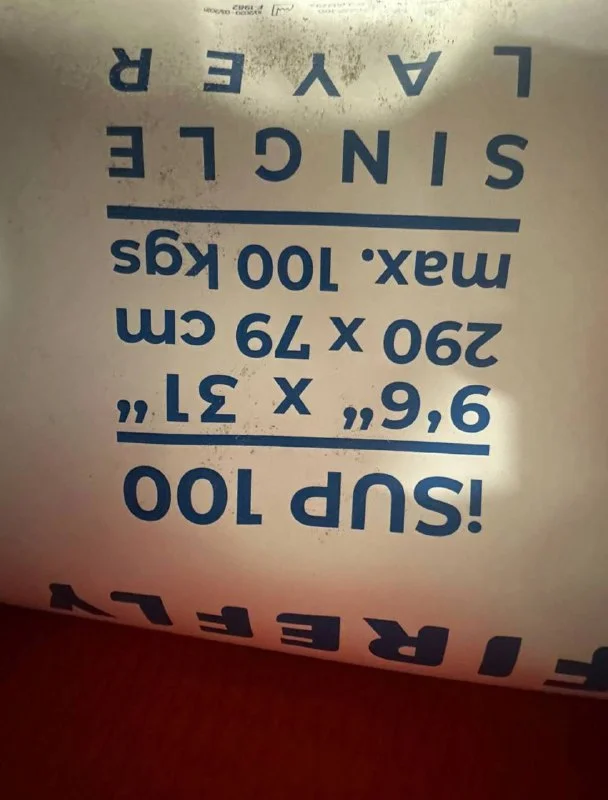 FIREFLY
iSUP 100
9‘6“ x 31“
290 x 79 cm
max. 100 kgs
SINGLE
LAYER